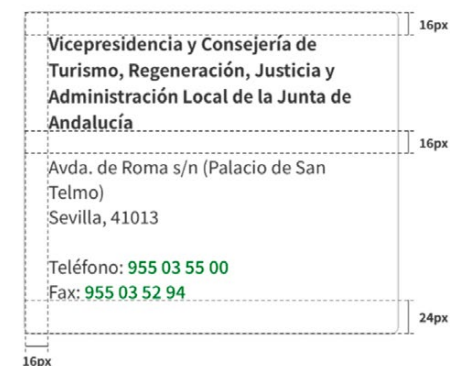 16px
Vicepresidencia y Consejería de
Turismo, Regeneración, Justicia y
Administración Local de la Junta de
Andalucía
16px
Avda. de Roma s/n (Palacio de San
Telmo)
Sevilla, 41013
Teléfono: 955 03 55 00
Fax: 955 03 52 94
24px
16px